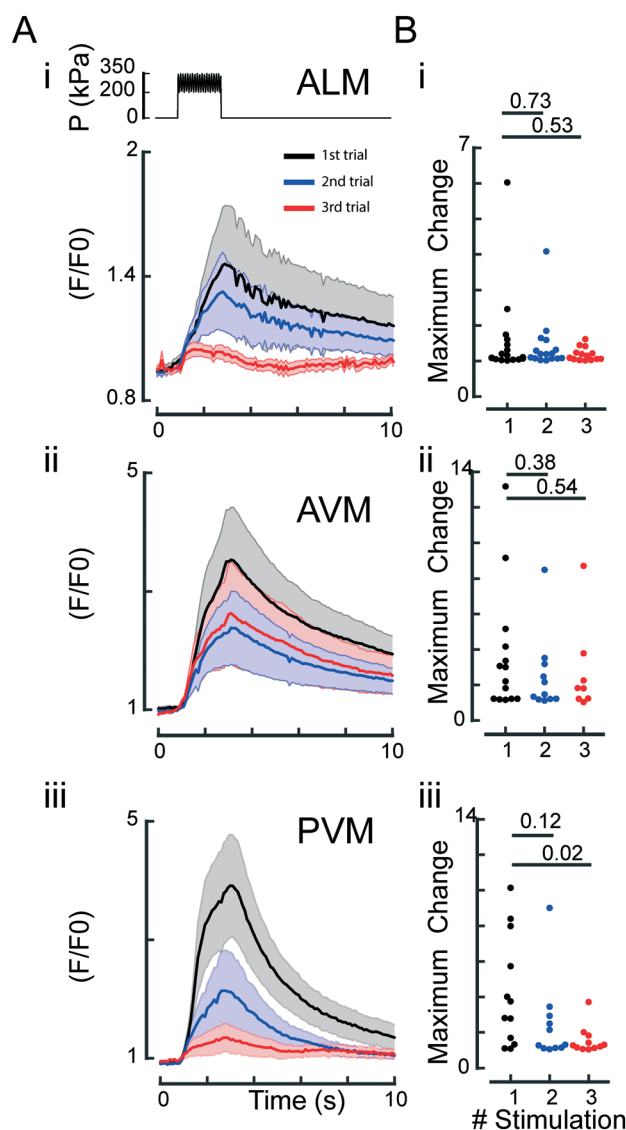 A
B
i
P (kPa)
350
200
0
ALM
i
0.73
0.53
2
1st trial
2nd trial
3rd trial
(F/F0)
1.4
0.8
0
10
7
Maximum Change
0
1
2
3
ii
5
AVM
(F/F0)
1
0
10
ii
14
0.38
0.54
Maximum Change
0
1
2
3
iii
5
PVM
(F/F0)
1
0
Time (s)
10
iii
14
0.12
0.02
Maximum Change
0
1
2
3
# Stimulation